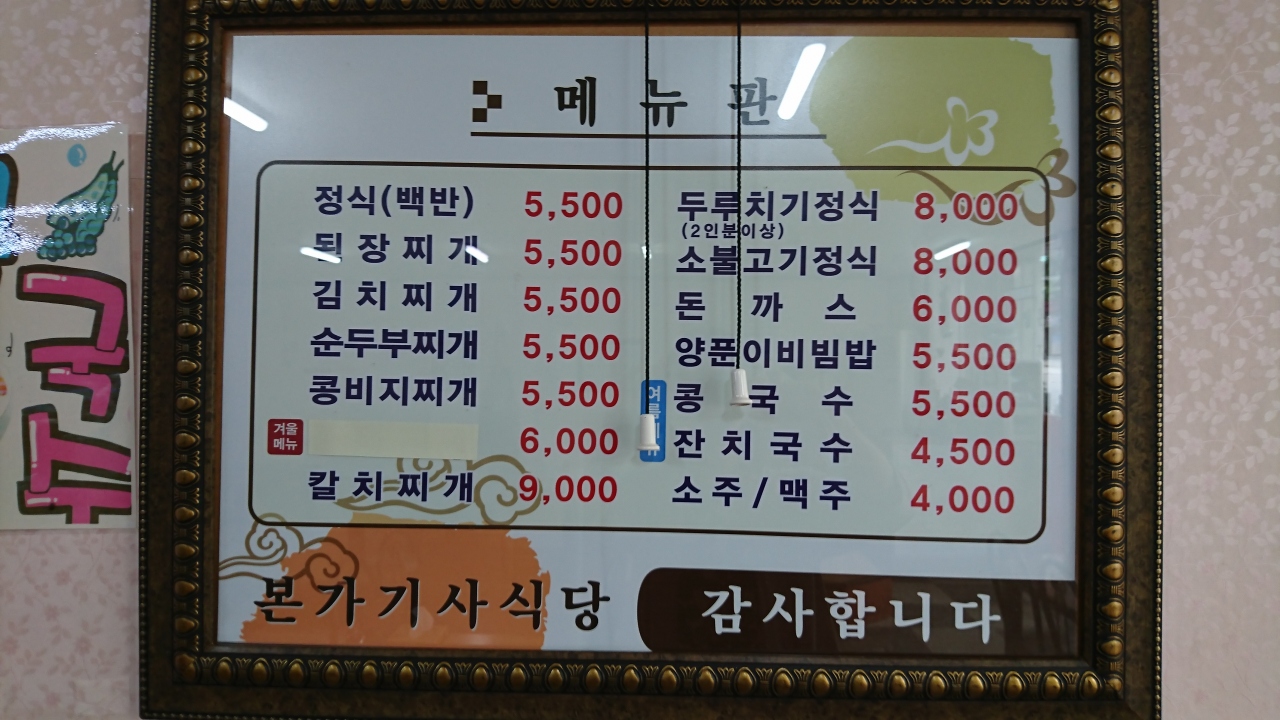 메뉴판
정식(백반) 5,500
된장찌개 5,500
김치찌개 5,500
순두부찌개 5,500
콩비지찌개 5,500
겨울
메뉴
6,000
칼치찌개 9,000
두루치기정식 8,000
(2인분이상)
소불고기정식 8,000
돈까스 6,000
양푼이비빔밥 5,500
콩국수 5,500
잔치국수 4,500
소주/맥주 4,000
본가기사식당
감사합니다